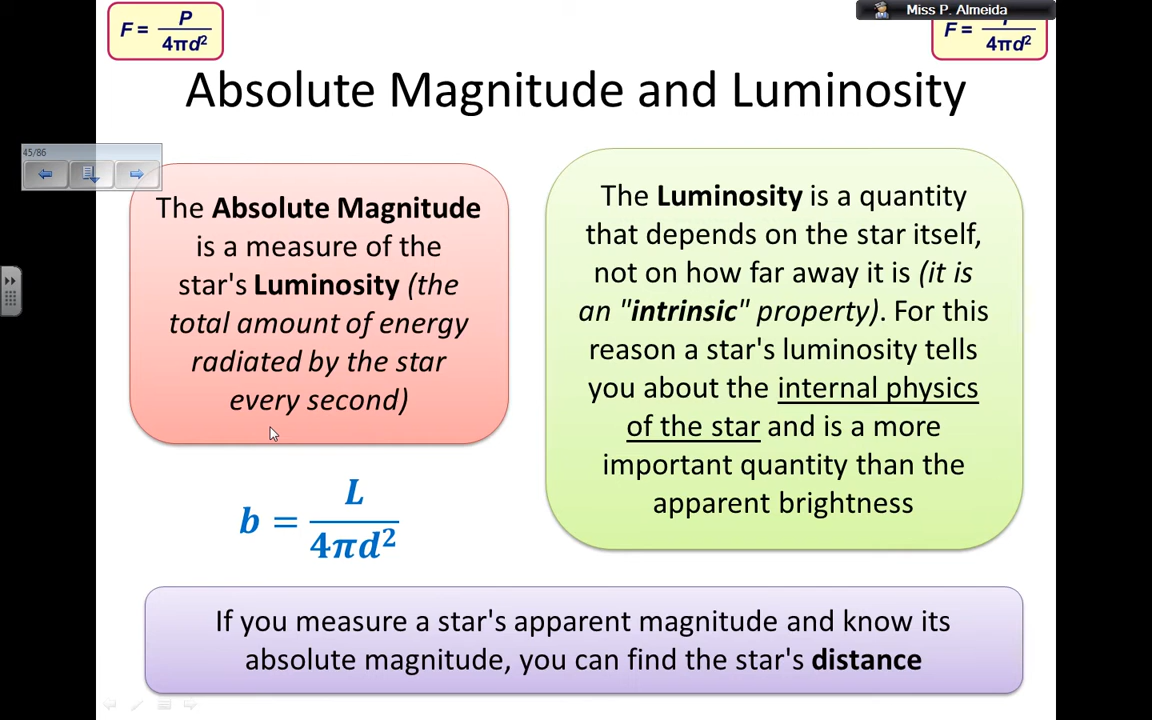 Miss P. Almeida
F = P / 4πd²
F = / 4πd²
Absolute Magnitude and Luminosity
45/86
The Absolute Magnitude
is a measure of the
star's Luminosity (the
total amount of energy
radiated by the star
every second)
b = L / 4πd²
The Luminosity is a quantity
that depends on the star itself,
not on how far away it is (it is
an "intrinsic" property). For this
reason a star's luminosity tells
you about the internal physics
of the star and is a more
important quantity than the
apparent brightness
If you measure a star's apparent magnitude and know its
absolute magnitude, you can find the star's distance